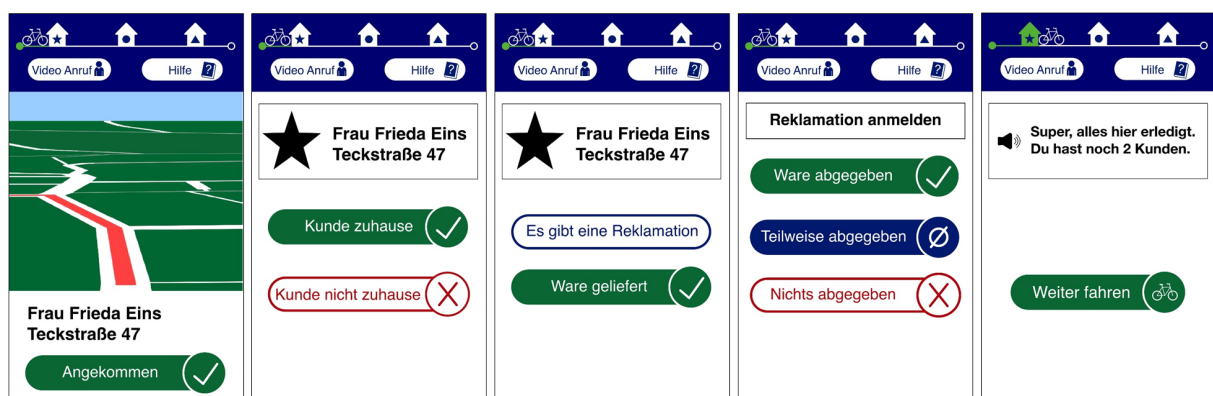 Video Anruf
Hilfe
Frau Frieda Eins
Teckstraße 47
Angekommen
Video Anruf
Hilfe
Frau Frieda Eins
Teckstraße 47
Kunde zuhause
Kunde nicht zuhause
Video Anruf
Hilfe
Frau Frieda Eins
Teckstraße 47
Es gibt eine Reklamation
Ware geliefert
Video Anruf
Hilfe
Reklamation anmelden
Ware abgegeben
Teilweise abgegeben
Nichts abgegeben
Video Anruf
Hilfe
Super, alles hier erledigt.
Du hast noch 2 Kunden.
Weiter fahren